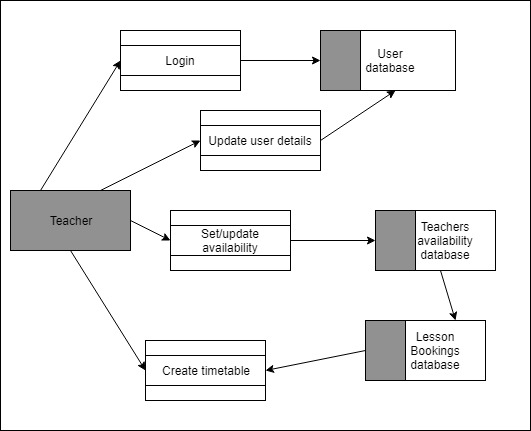 Login
User
database
Update user details
Teacher
Set/update
availability
Teachers
availability
database
Lesson
Bookings
database
Create timetable